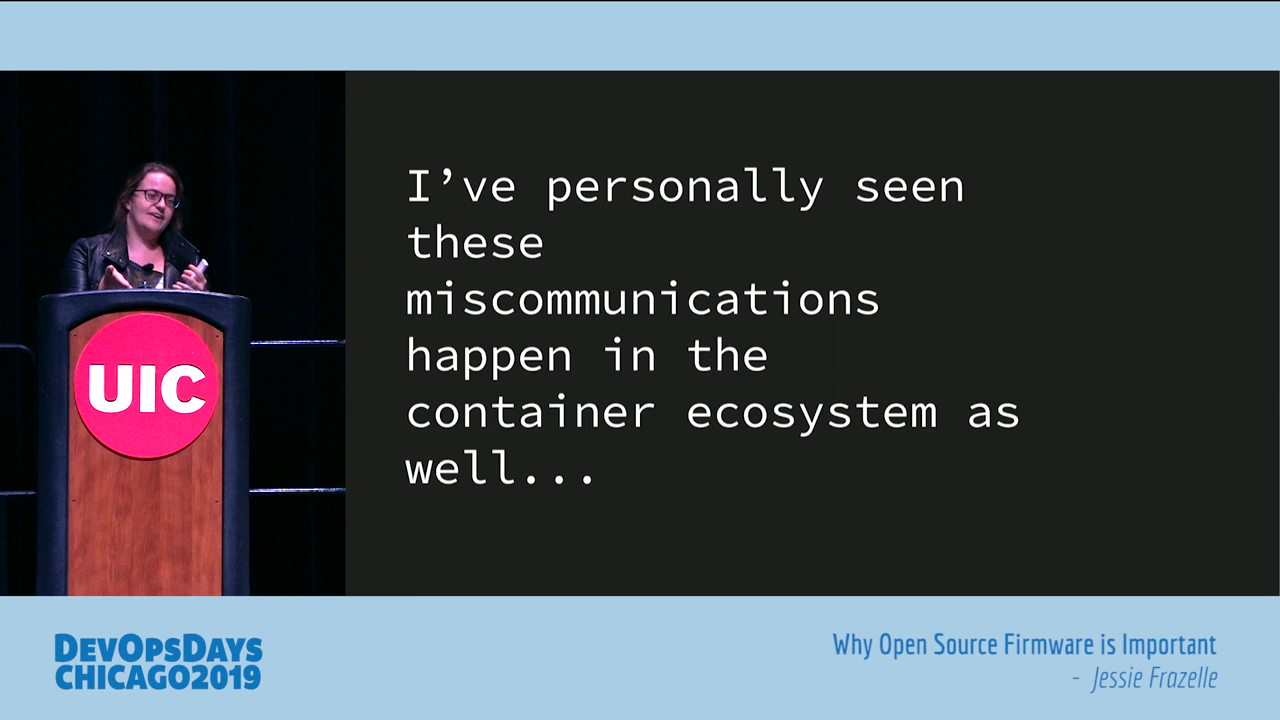 I’ve personally seen
these
miscommunications
happen in the
container ecosystem as
well...
UIC
DEVOPSDAYS
CHICAGO2019
Why Open Source Firmware is Important
- Jessie Frazelle